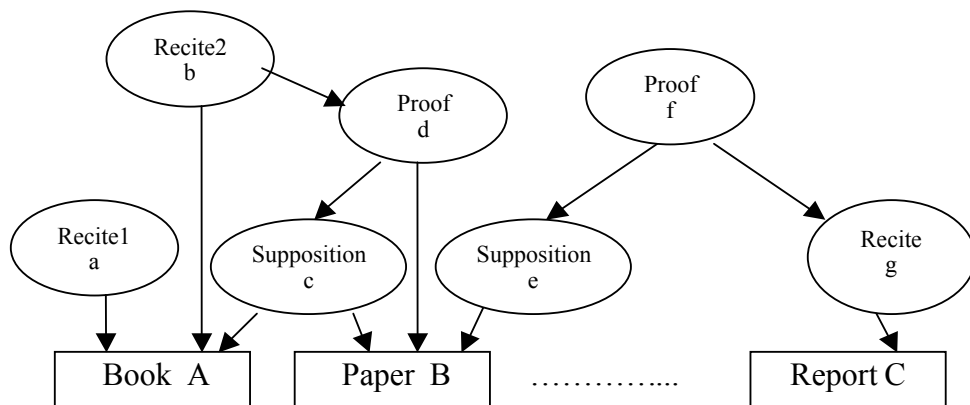 Recite2
b
Proof
d
Proof
f
Recite1
a
Supposition
c
Supposition
e
Recite
g
Book A
Paper B
................
Report C